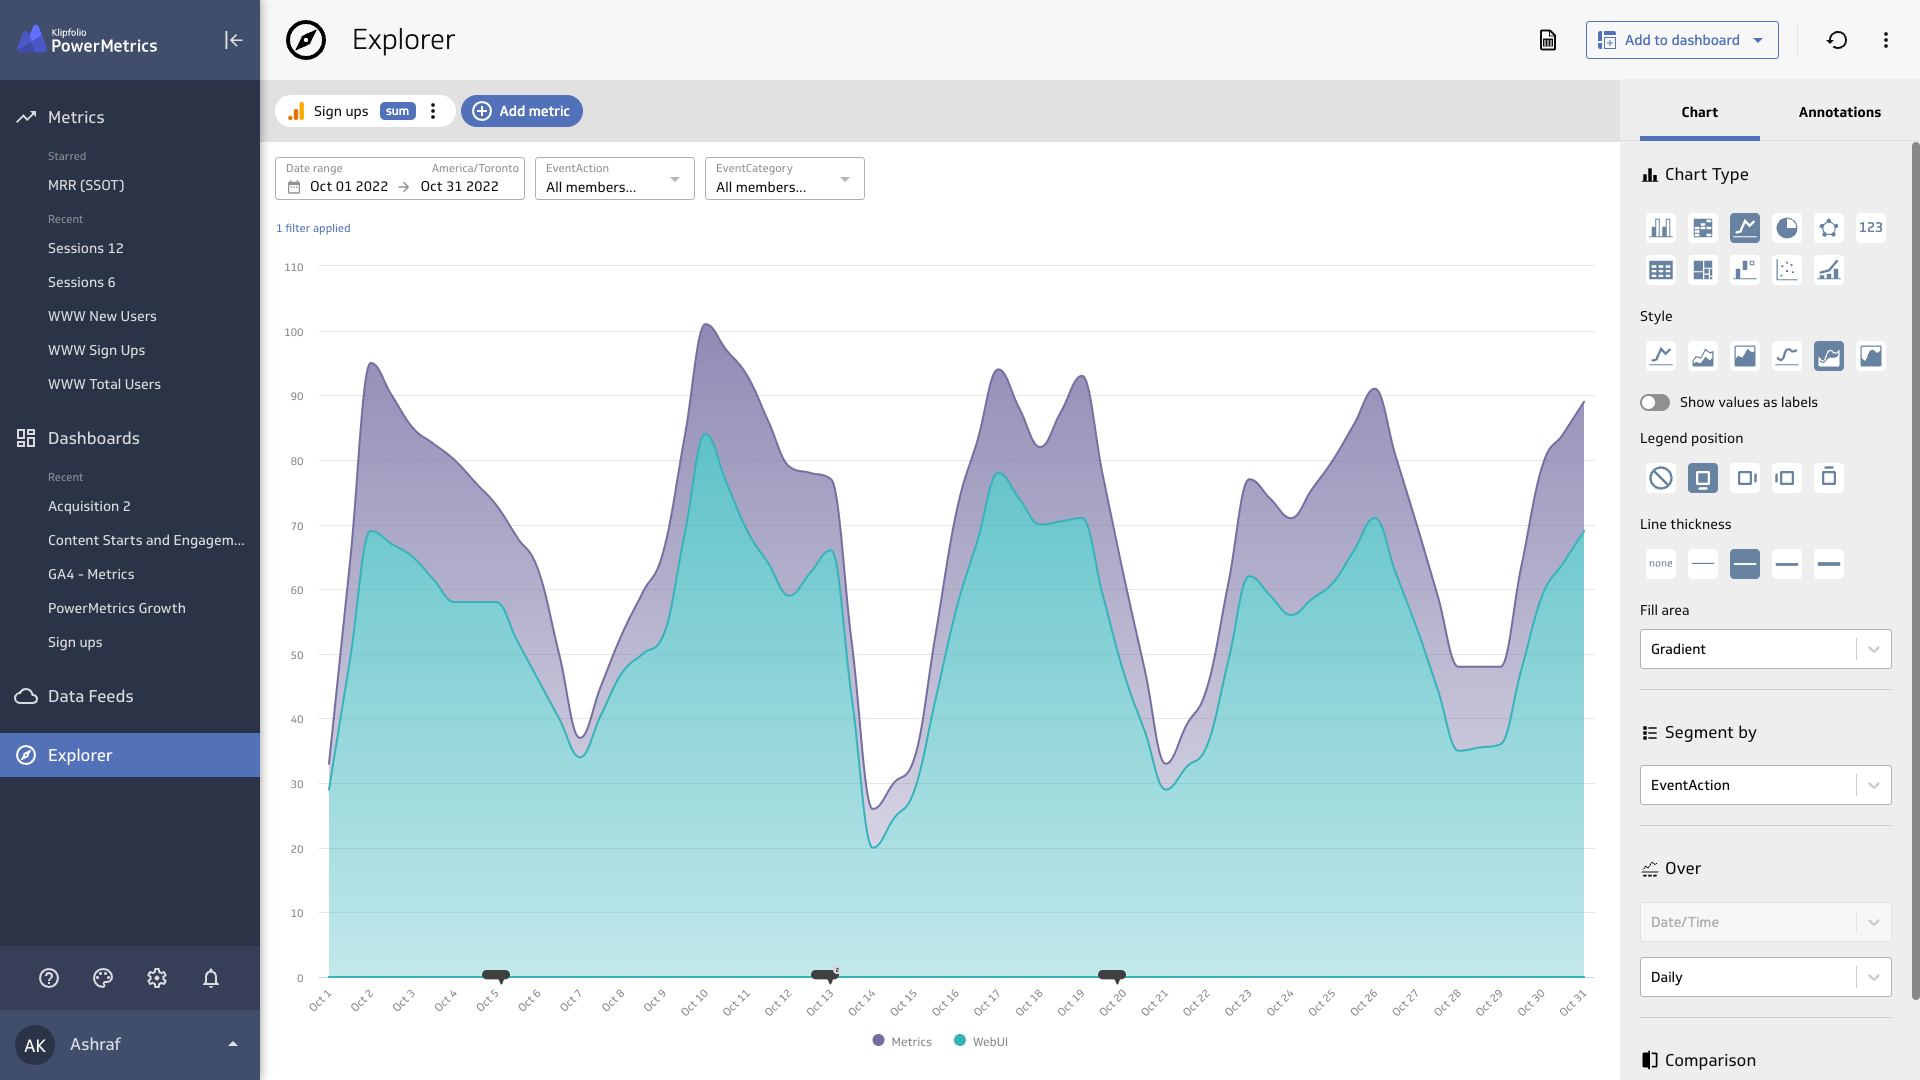 Klipfolio
PowerMetrics
Explorer
Add to dashboard
Metrics
Starred
MRR (SSOT)
Recent
Sessions 12
Sessions 6
WWW New Users
WWW Sign Ups
WWW Total Users
Dashboards
Recent
Acquisition 2
Content Starts and Engagem...
GA4 - Metrics
PowerMetrics Growth
Sign ups
Data Feeds
Explorer
AK
Ashraf
Sign ups sum
Add metric
Date range America/Toronto
Oct 01 2022 → Oct 31 2022
EventAction
All members...
EventCategory
All members...
1 filter applied
110
100
90
80
70
60
50
40
30
20
10
0
Oct 1
Oct 2
Oct 3
Oct 4
Oct 5
Oct 6
Oct 7
Oct 8
Oct 9
Oct 10
Oct 11
Oct 12
Oct 13
Oct 14
Oct 15
Oct 16
Oct 17
Oct 18
Oct 19
Oct 20
Oct 21
Oct 22
Oct 23
Oct 24
Oct 25
Oct 26
Oct 27
Oct 28
Oct 29
Oct 30
Oct 31
Metrics WebUI
Chart Annotations
Chart Type
123
Style
Show values as labels
Legend position
Line thickness
none
Fill area
Gradient
Segment by
EventAction
Over
Date/Time
Daily
Comparison